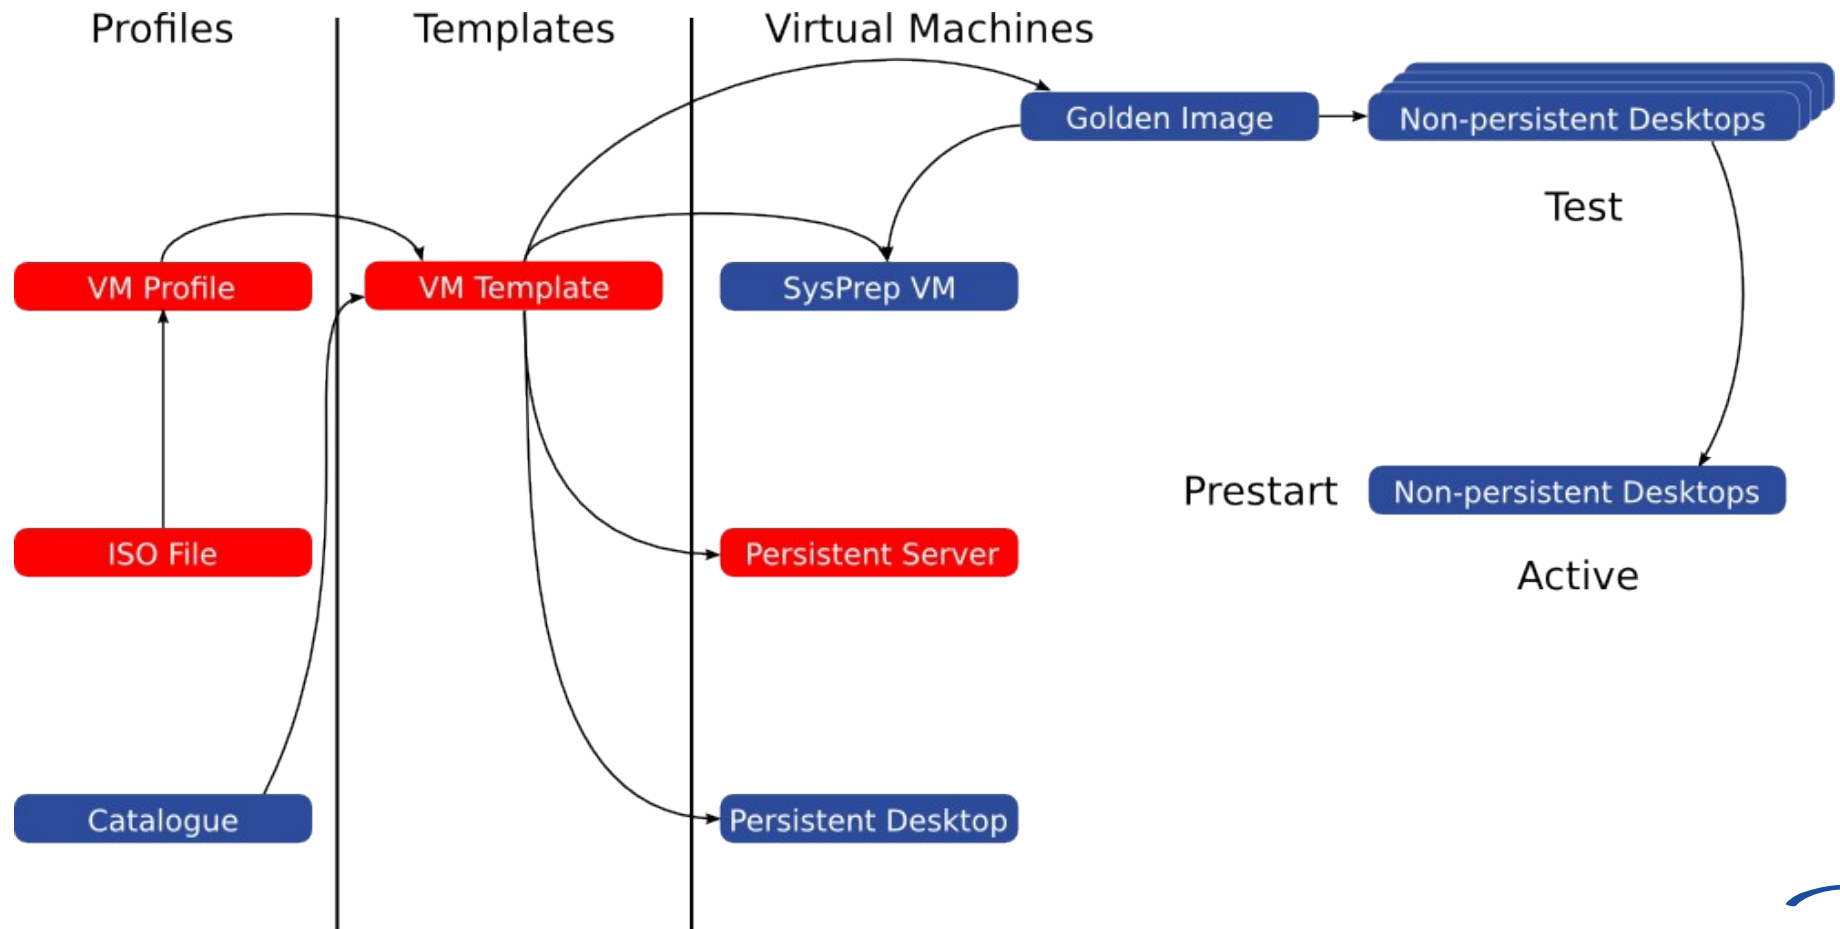 Profiles
Templates
Virtual Machines
Golden Image
Non-persistent Desktops
Test
VM Profile
VM Template
SysPrep VM
Prestart
Non-persistent Desktops
ISO File
Persistent Server
Active
Catalogue
Persistent Desktop